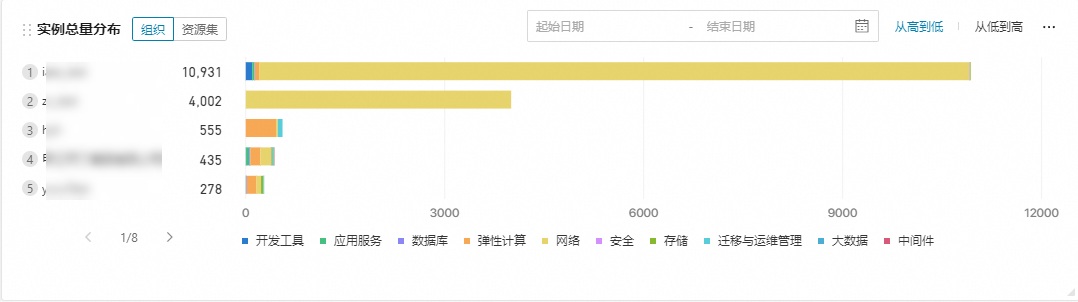 实例总量分布 组织 资源集 起始日期 - 结束日期 从高到低 从低到高 ...
1 10,931
2 z 4,002
3 h 555
4 435
5 y 278
0 3000 6000 9000 12000
1/8 开发工具 应用服务 数据库 弹性计算 网络 安全 存储 迁移与运维管理 大数据 中间件